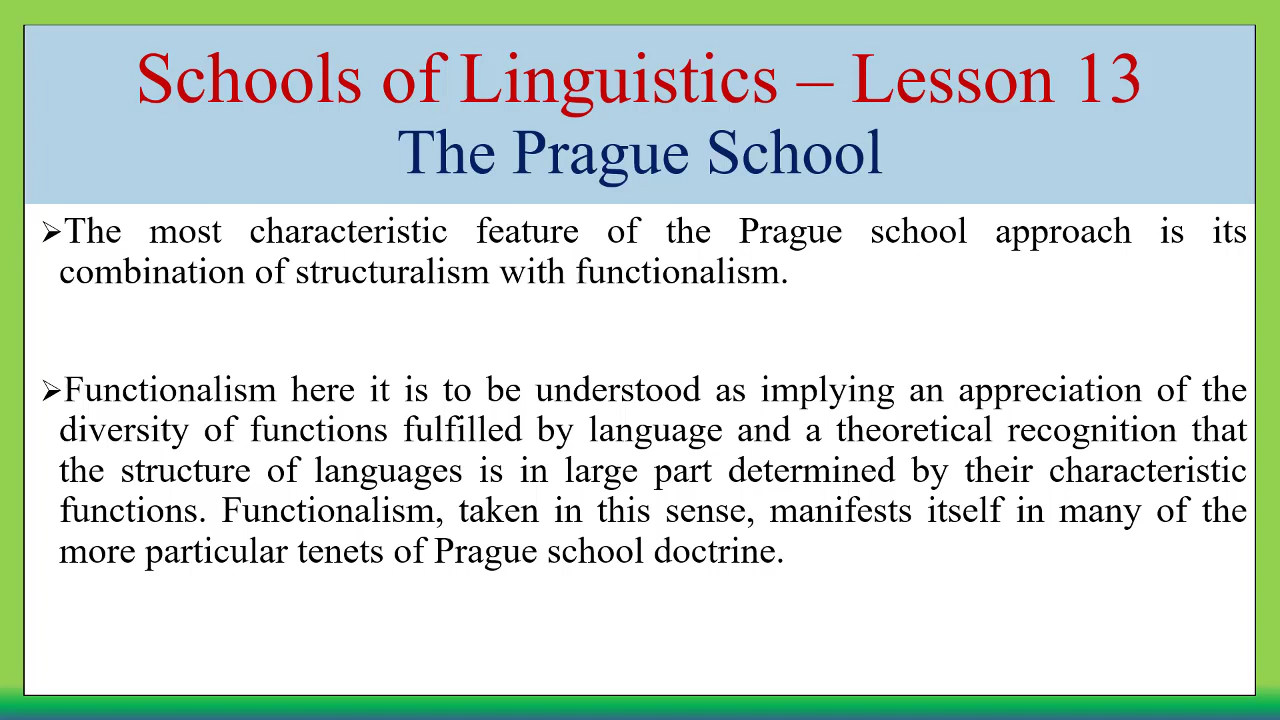 Schools of Linguistics – Lesson 13
The Prague School
➢The most characteristic feature of the Prague school approach is its
combination of structuralism with functionalism.
➢Functionalism here it is to be understood as implying an appreciation of the
diversity of functions fulfilled by language and a theoretical recognition that
the structure of languages is in large part determined by their characteristic
functions. Functionalism, taken in this sense, manifests itself in many of the
more particular tenets of Prague school doctrine.